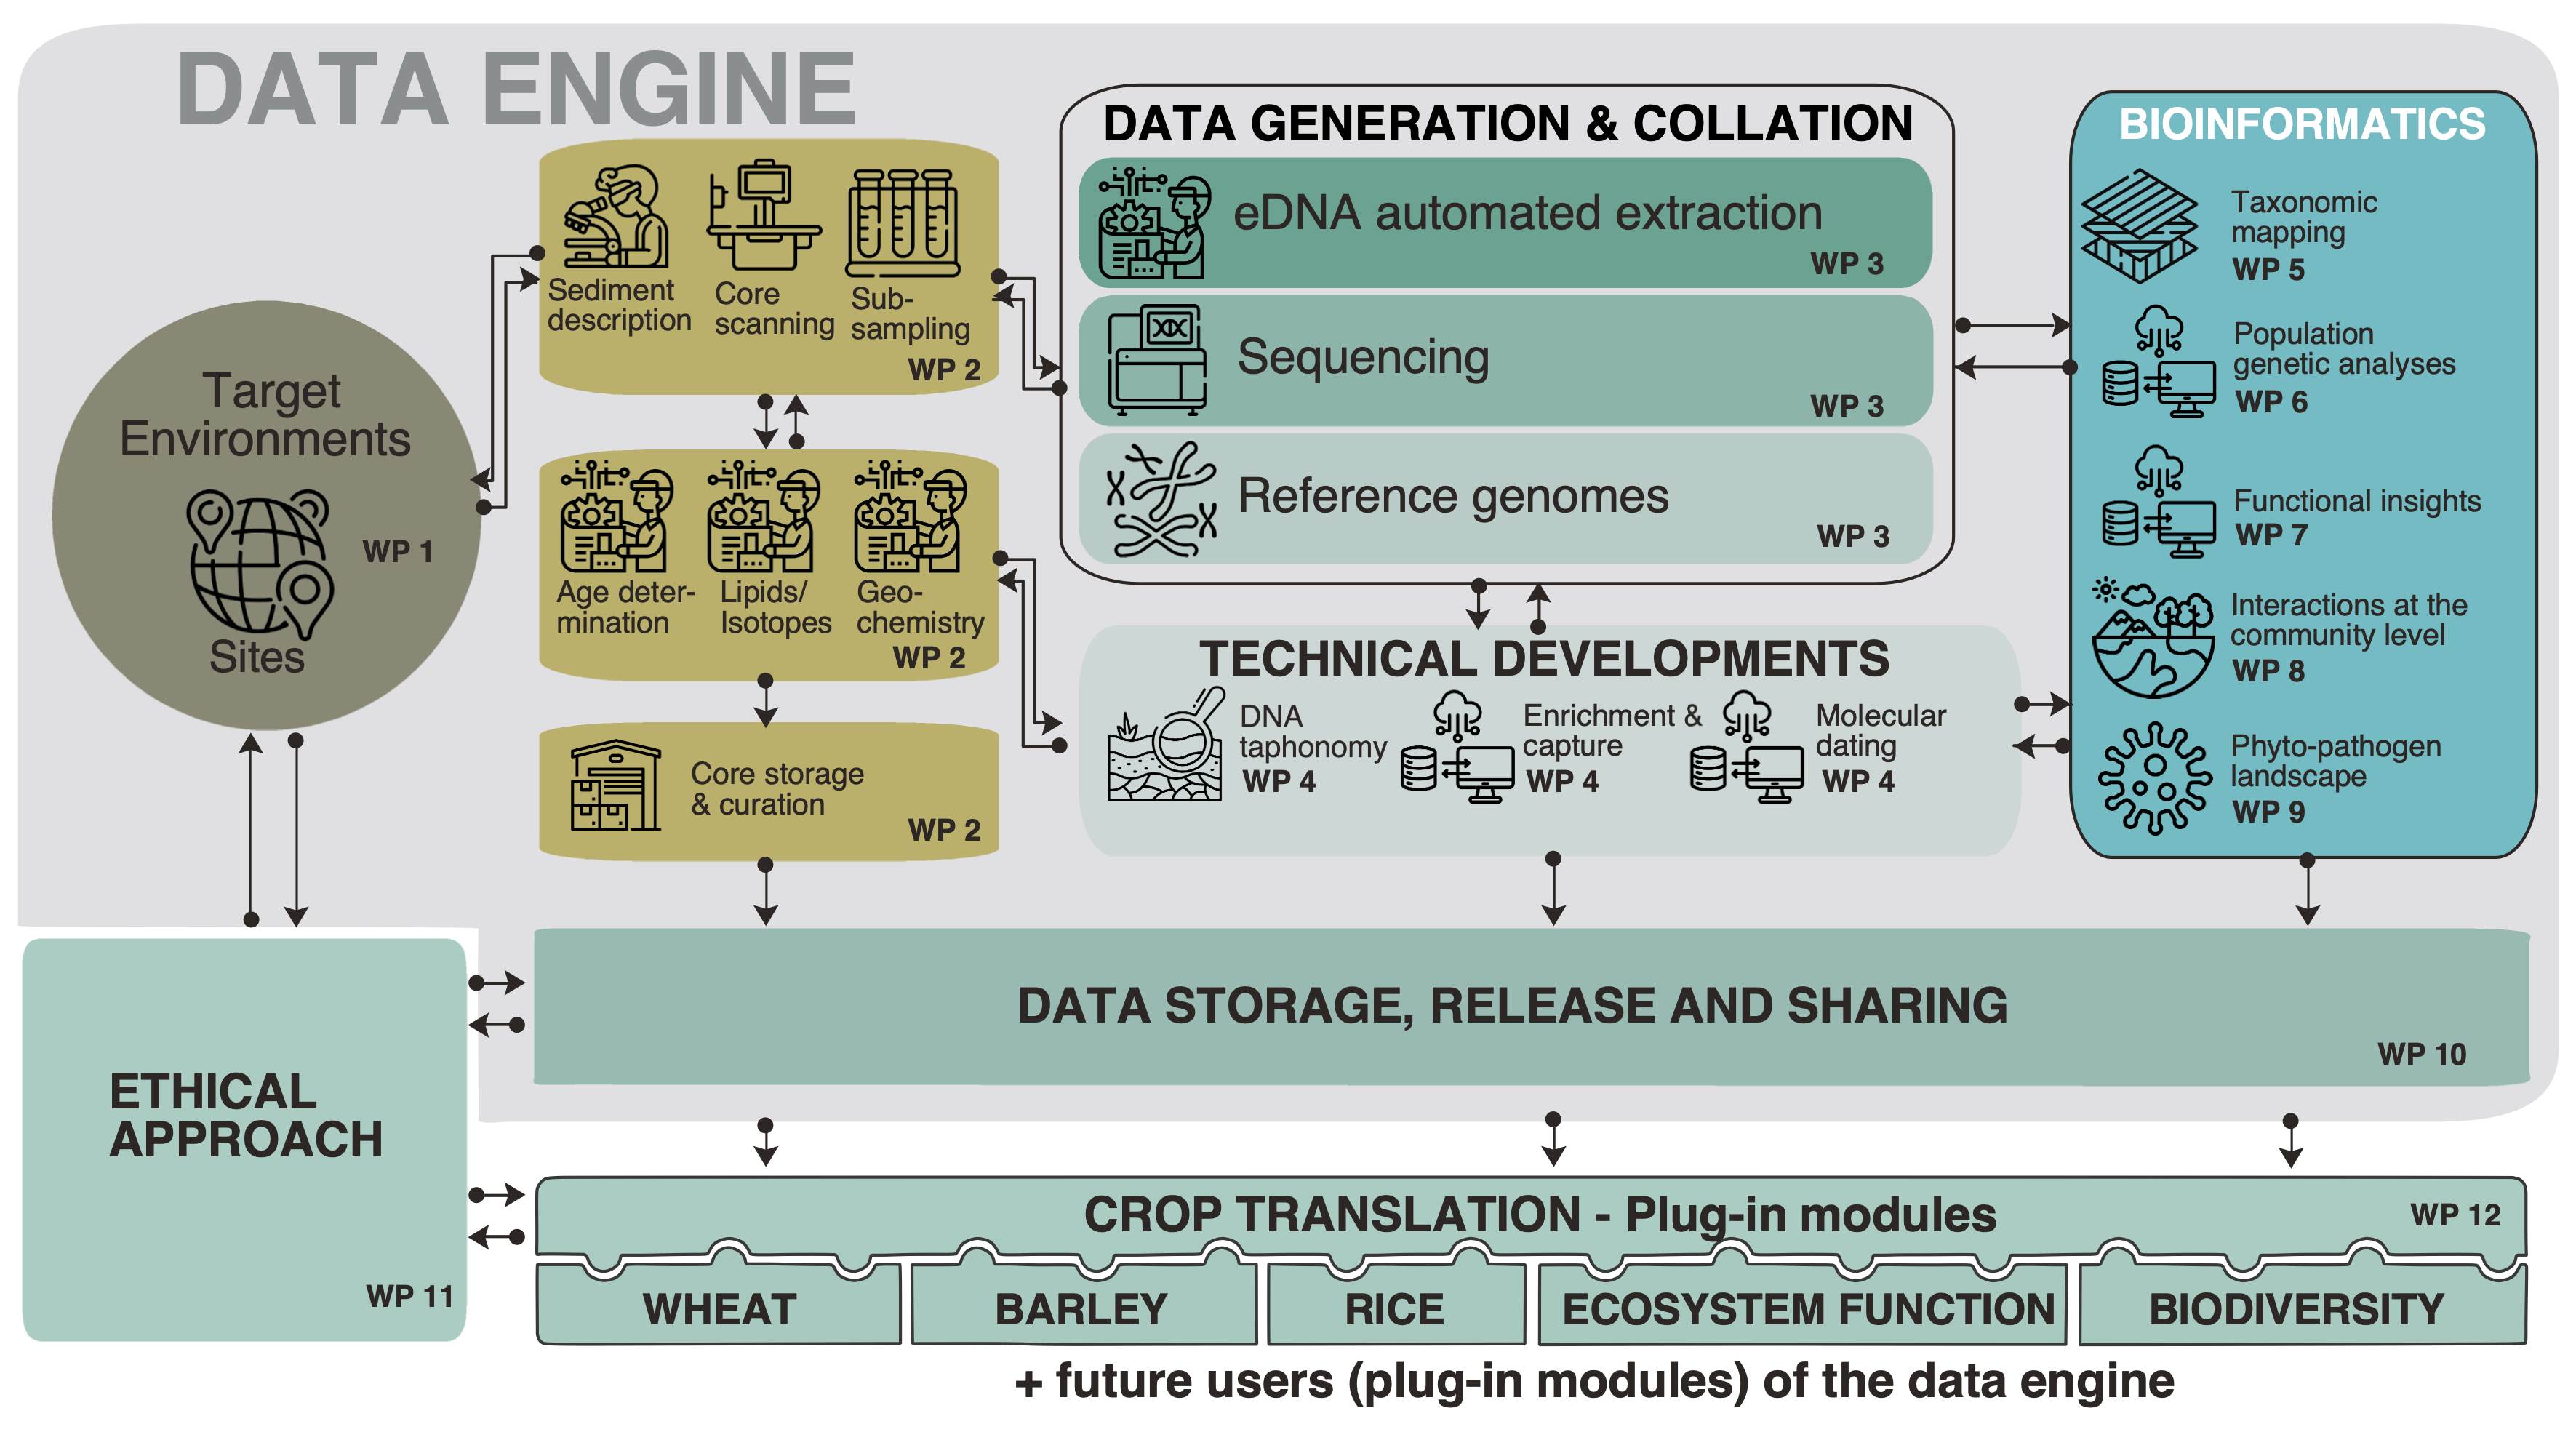 DATA ENGINE
Target
Environments
WP 1
Sites
Sediment
description
Core
scanning
Sub-
sampling
WP 2
Age deter-
mination
Lipids/
Isotopes
Geo-
chemistry
WP 2
Core storage
& curation
WP 2
DATA GENERATION & COLLATION
eDNA automated extraction
WP 3
Sequencing
WP 3
Reference genomes
WP 3
TECHNICAL DEVELOPMENTS
DNA
taphonomy
WP 4
Enrichment &
capture
WP 4
Molecular
dating
WP 4
BIOINFORMATICS
Taxonomic
mapping
WP 5
Population
genetic analyses
WP 6
Functional insights
WP 7
Interactions at the
community level
WP 8
Phyto-pathogen
landscape
WP 9
DATA STORAGE, RELEASE AND SHARING
WP 10
ETHICAL
APPROACH
WP 11
CROP TRANSLATION - Plug-in modules
WP 12
WHEAT
BARLEY
RICE
ECOSYSTEM FUNCTION
BIODIVERSITY
+ future users (plug-in modules) of the data engine